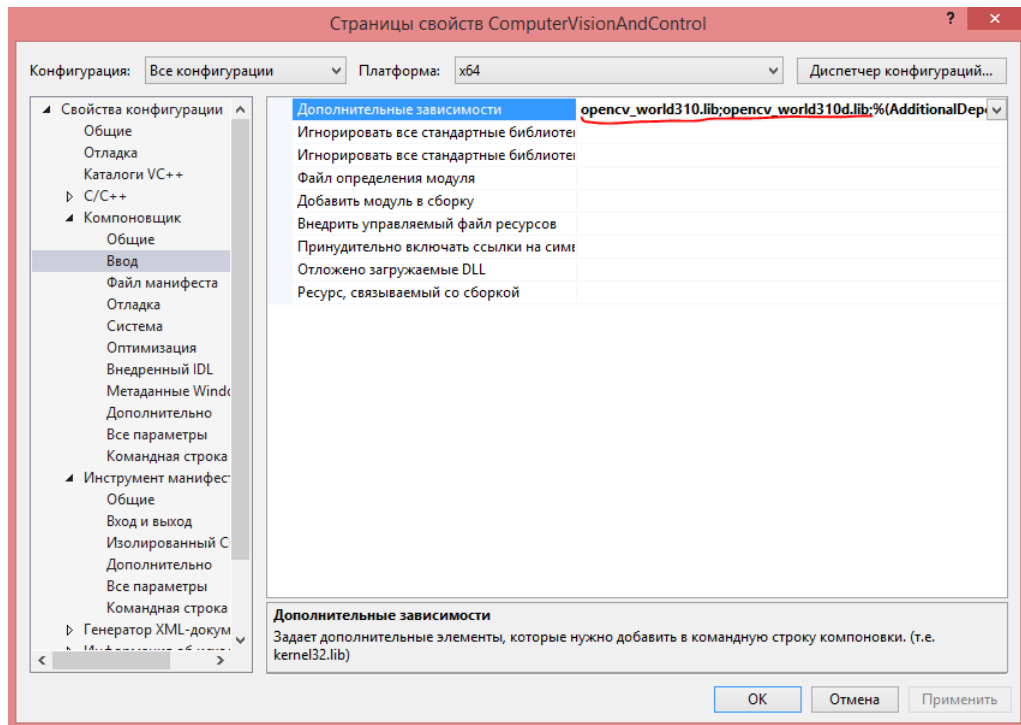 Страницы свойств ComputerVisionAndControl
? ×
Конфигурация: Все конфигурации Платформа: x64 Диспетчер конфигураций...
Свойства конфигурации
Общие
Отладка
Каталоги VC++
C/C++
Компоновщик
Общие
Ввод
Файл манифеста
Отладка
Система
Оптимизация
Внедренный IDL
Метаданные Windo
Дополнительно
Все параметры
Командная строка
Инструмент манифест
Общие
Вход и выход
Изолированный C
Дополнительно
Все параметры
Командная строка
Генератор XML-докум
Дополнительные зависимости opencv_world310.lib;opencv_world310d.lib;%(AdditionalDep
Игнорировать все стандартные библиотек
Игнорировать все стандартные библиотек
Файл определения модуля
Добавить модуль в сборку
Внедрить управляемый файл ресурсов
Принудительно включать ссылки на симв
Отложено загружаемые DLL
Ресурс, связываемый со сборкой
Дополнительные зависимости
Задает дополнительные элементы, которые нужно добавить в командную строку компоновки. (т.е.
kernel32.lib)
OK Отмена Применить